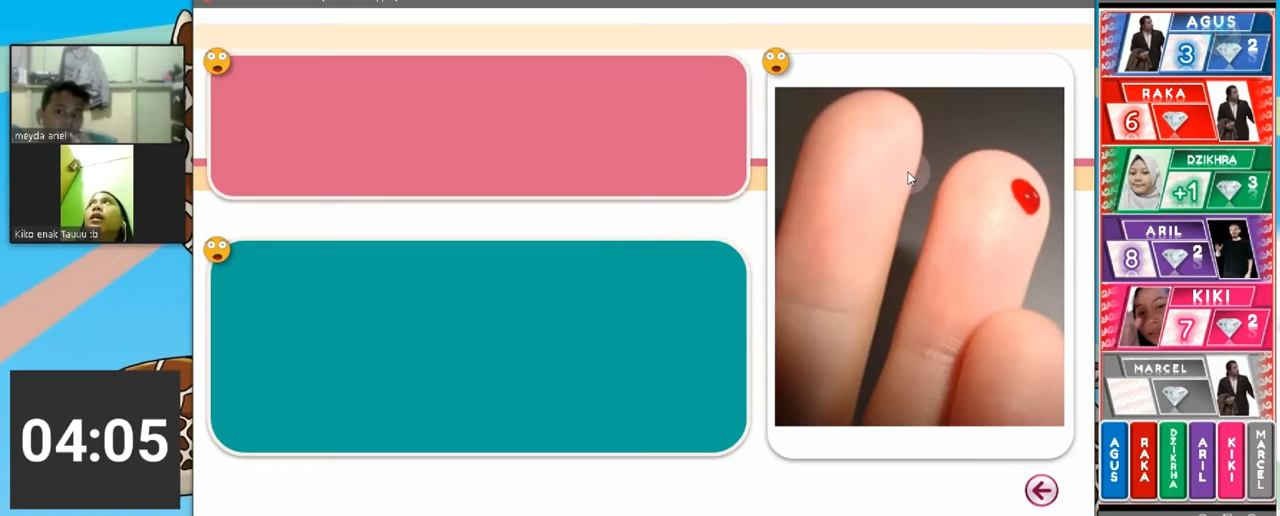 meyda ariel
Kiko enak Tauuu :b
04:05
AGUS
3
2
RAKA
6
DZIKHRA
+1
3
ARIL
8
2
KIKI
7
2
MARCEL
AGUS
RAKA
DZIKRHA
ARIL
KIKI
MARCEL